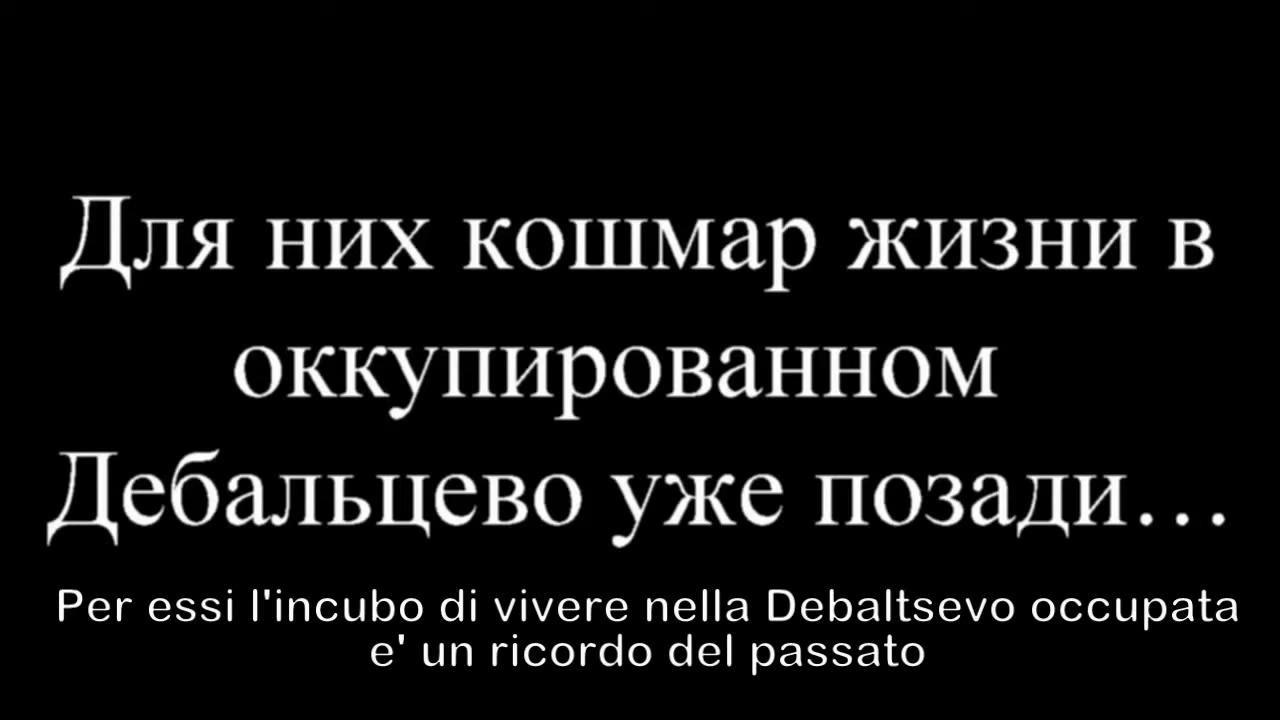 Для них кошмар жизни в
оккупированном
Дебальцево уже позади…
Per essi l'incubo di vivere nella Debaltsevo occupata
e' un ricordo del passato